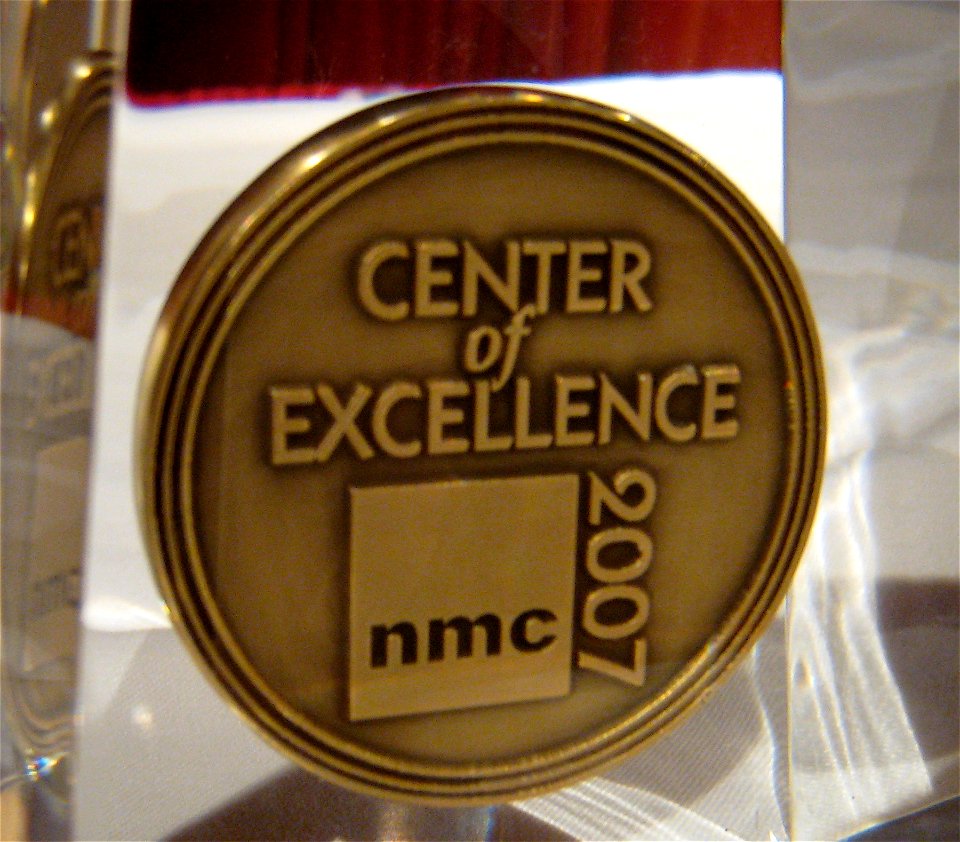 CENTER
of
EXCELLENCE
2007
nmc